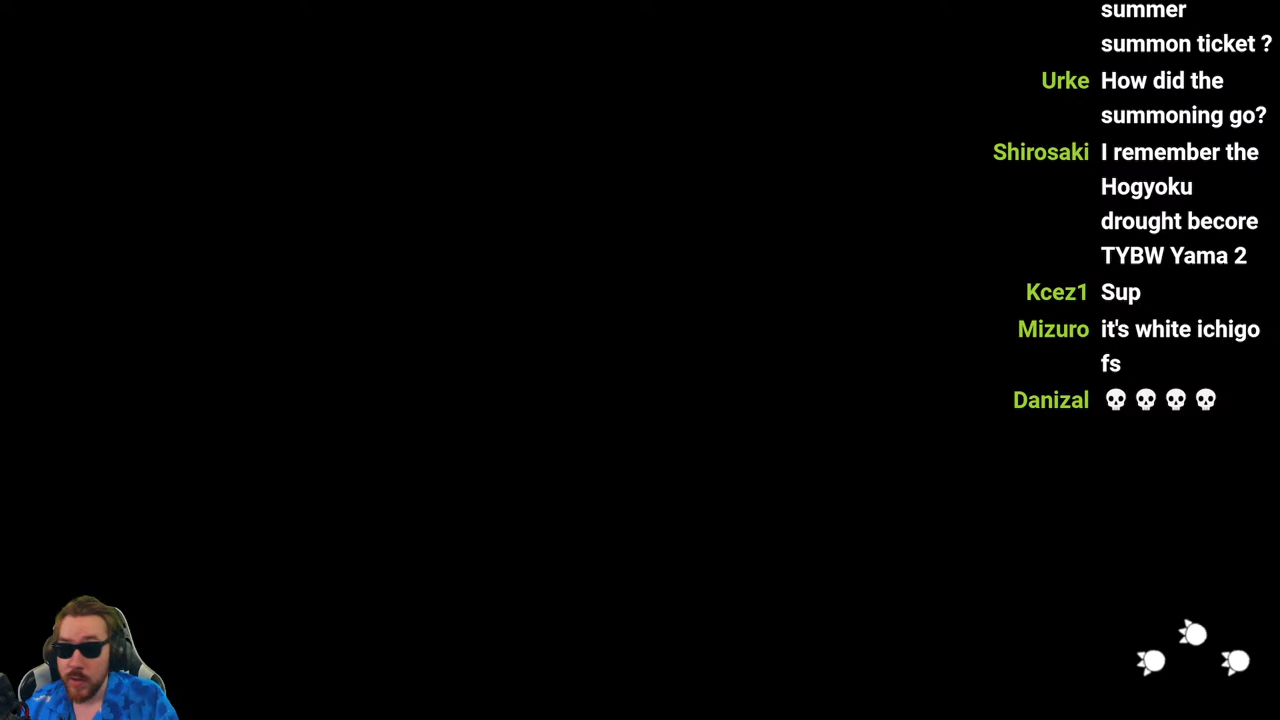 summer
summon ticket ?
Urke How did the
summoning go?
Shirosaki I remember the
Hogyoku
drought becore
TYBW Yama 2
Kcez1 Sup
Mizuro it's white ichigo
fs
Danizal 💀💀💀💀